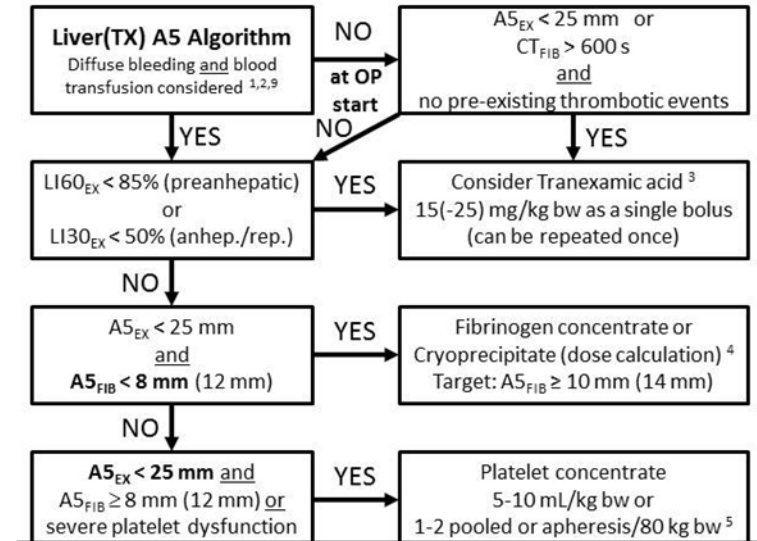 Liver(TX) A5 Algorithm
Diffuse bleeding and blood
transfusion considered 1,2,9
NO
at OP
start
A5EX < 25 mm or
CTFIB > 600 s
and
no pre-existing thrombotic events
NO
YES
YES
LI60EX < 85% (preanhepatic)
or
LI30EX < 50% (anhep./rep.)
YES
Consider Tranexamic acid 3
15(-25) mg/kg bw as a single bolus
(can be repeated once)
NO
A5EX < 25 mm
and
A5FIB < 8 mm (12 mm)
YES
Fibrinogen concentrate or
Cryoprecipitate (dose calculation) 4
Target: A5FIB ≥ 10 mm (14 mm)
NO
A5EX < 25 mm and
A5FIB ≥ 8 mm (12 mm) or
severe platelet dysfunction
YES
Platelet concentrate
5-10 mL/kg bw or
1-2 pooled or apheresis/80 kg bw 5